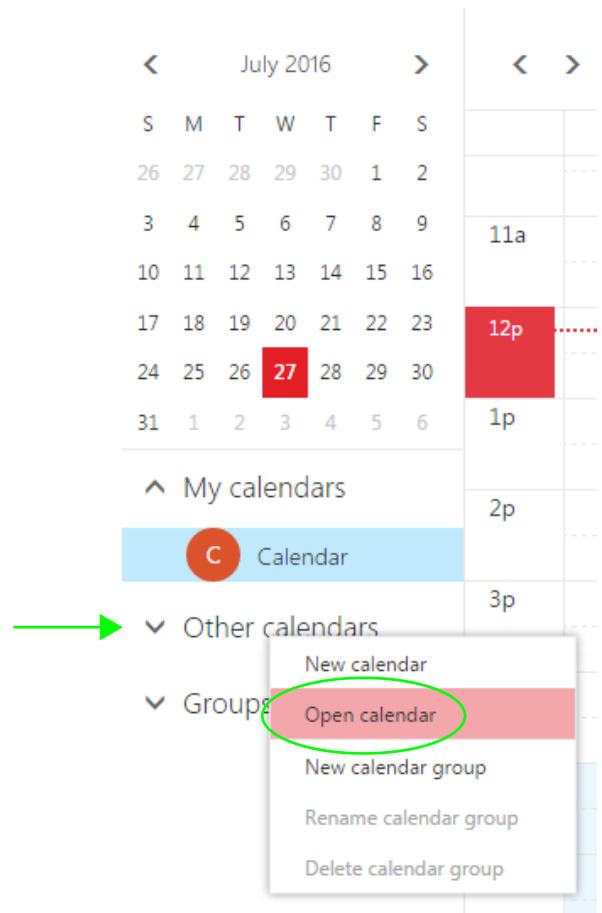 July 2016
S M T W T F S
26 27 28 29 30 1 2
3 4 5 6 7 8 9
10 11 12 13 14 15 16
17 18 19 20 21 22 23
24 25 26 27 28 29 30
31 1 2 3 4 5 6
My calendars
C Calendar
Other calendars
Groups
New calendar
Open calendar
New calendar group
Rename calendar group
Delete calendar group
11a
12p
1p
2p
3p